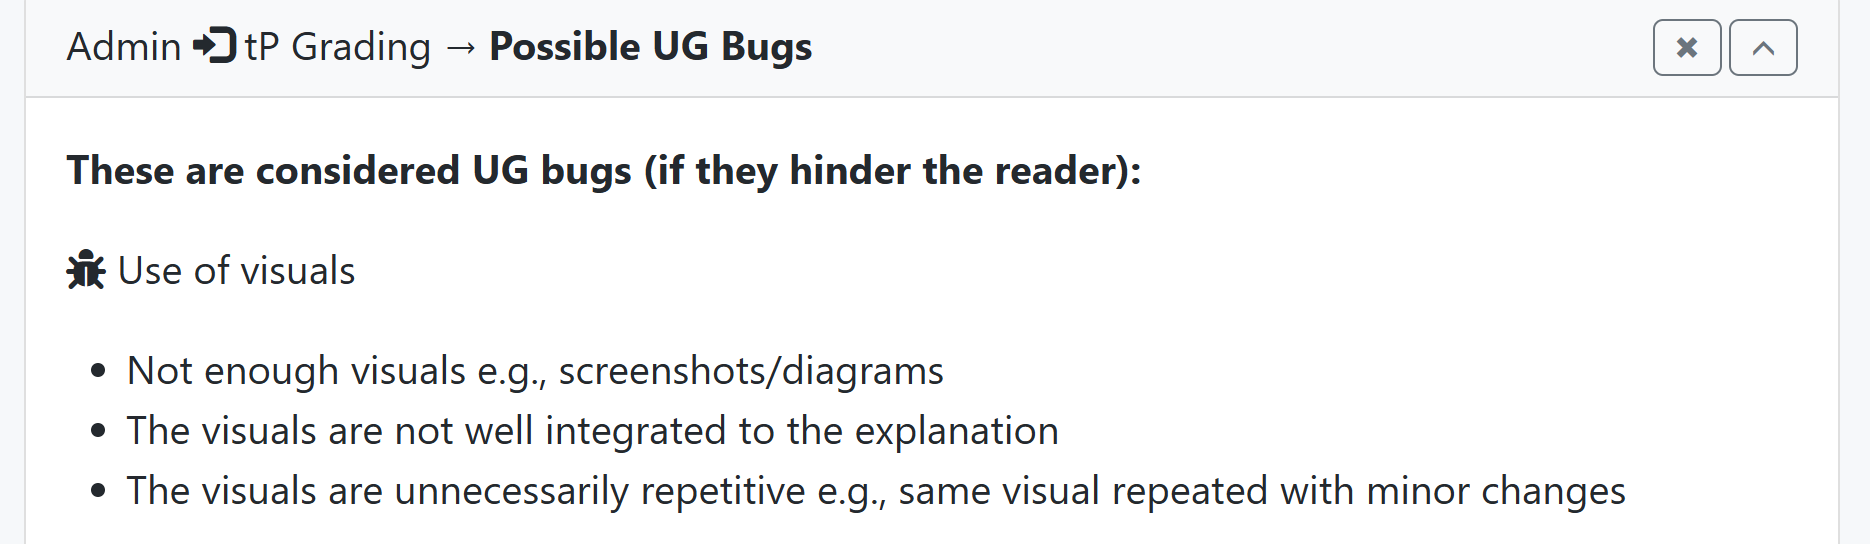 Admin tP Grading → Possible UG Bugs
These are considered UG bugs (if they hinder the reader):
Use of visuals
• Not enough visuals e.g., screenshots/diagrams
• The visuals are not well integrated to the explanation
• The visuals are unnecessarily repetitive e.g., same visual repeated with minor changes